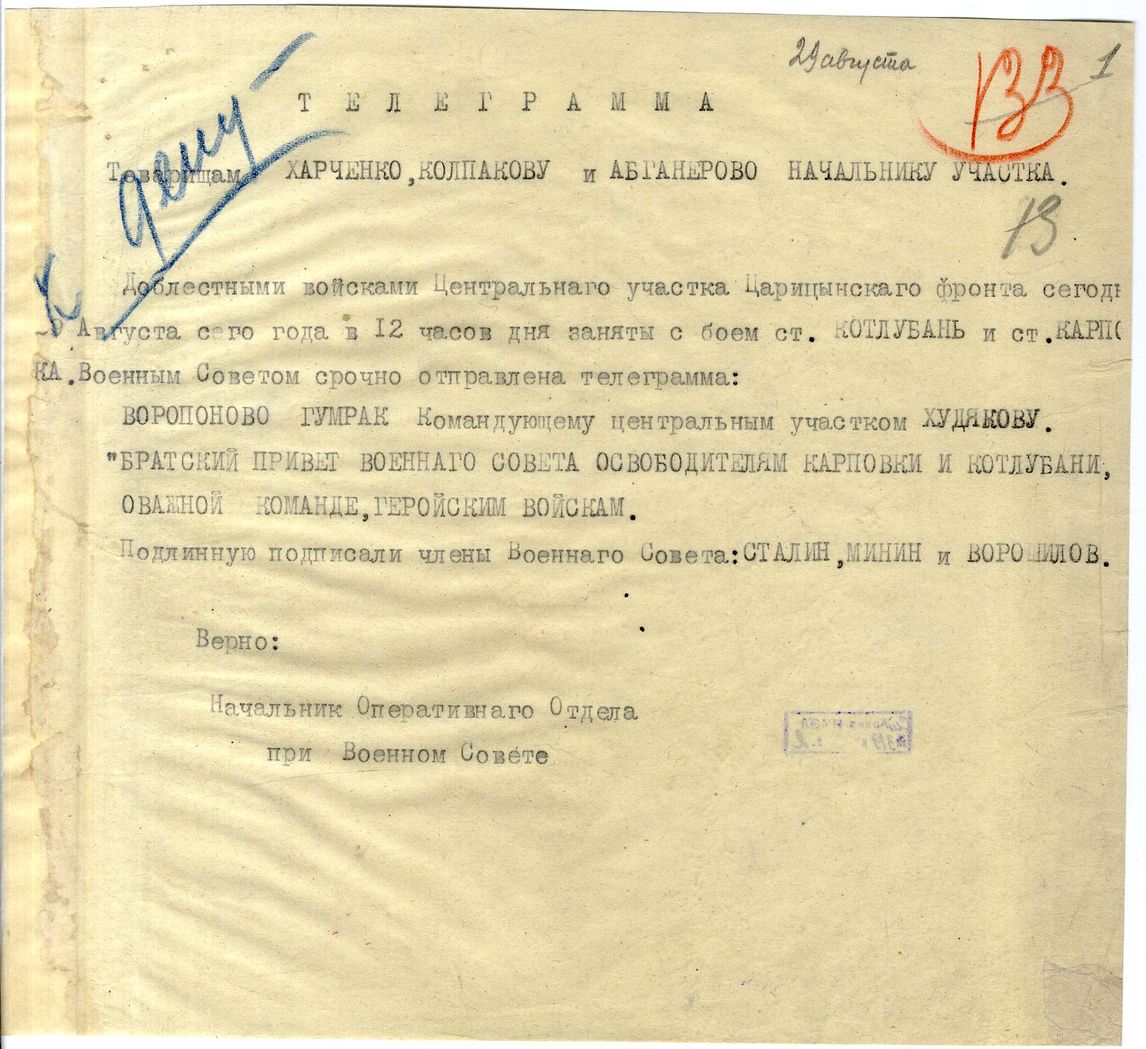 29 августа
133 1
Т Е Л Е Г Р А М М А
К делу
Товарищам ХАРЧЕНКО, КОЛПАКОВУ и АБГАНЕРОВО НАЧАЛЬНИКУ УЧАСТКА.
13
Доблестными войсками Центральнаго участка Царицынскаго фронта сегодн
Августа сего года в 12 часов дня заняты с боем ст. КОТЛУБАНЬ и ст. КАРПО
КА. Военным Советом срочно отправлена телеграмма:
ВОРОПОНОВО ГУМРАК Командующему центральным участком ХУДЯКОВУ.
"БРАТСКИЙ ПРИВЕТ ВОЕННАГО СОВЕТА ОСВОБОДИТЕЛЯМ КАРПОВКИ И КОТЛУБАНИ,
ОВАЖНОЙ КОМАНДЕ, ГЕРОЙСКИМ ВОЙСКАМ.
Подлинную подписали члены Военнаго Совета: СТАЛИН, МИНИН и ВОРОШИЛОВ.
Верно:
Начальник Оперативнаго Отдела
при Военном Совете